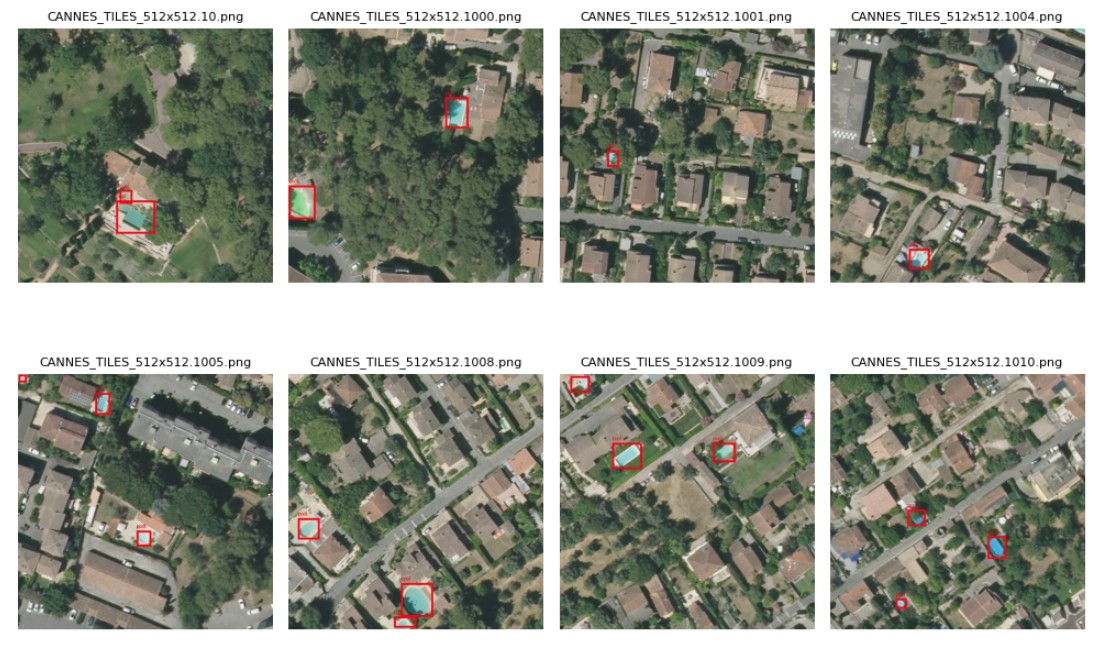 CANNES_TILES_512x512.10.png
CANNES_TILES_512x512.1000.png
CANNES_TILES_512x512.1001.png
CANNES_TILES_512x512.1004.png
CANNES_TILES_512x512.1005.png
CANNES_TILES_512x512.1008.png
CANNES_TILES_512x512.1009.png
CANNES_TILES_512x512.1010.png